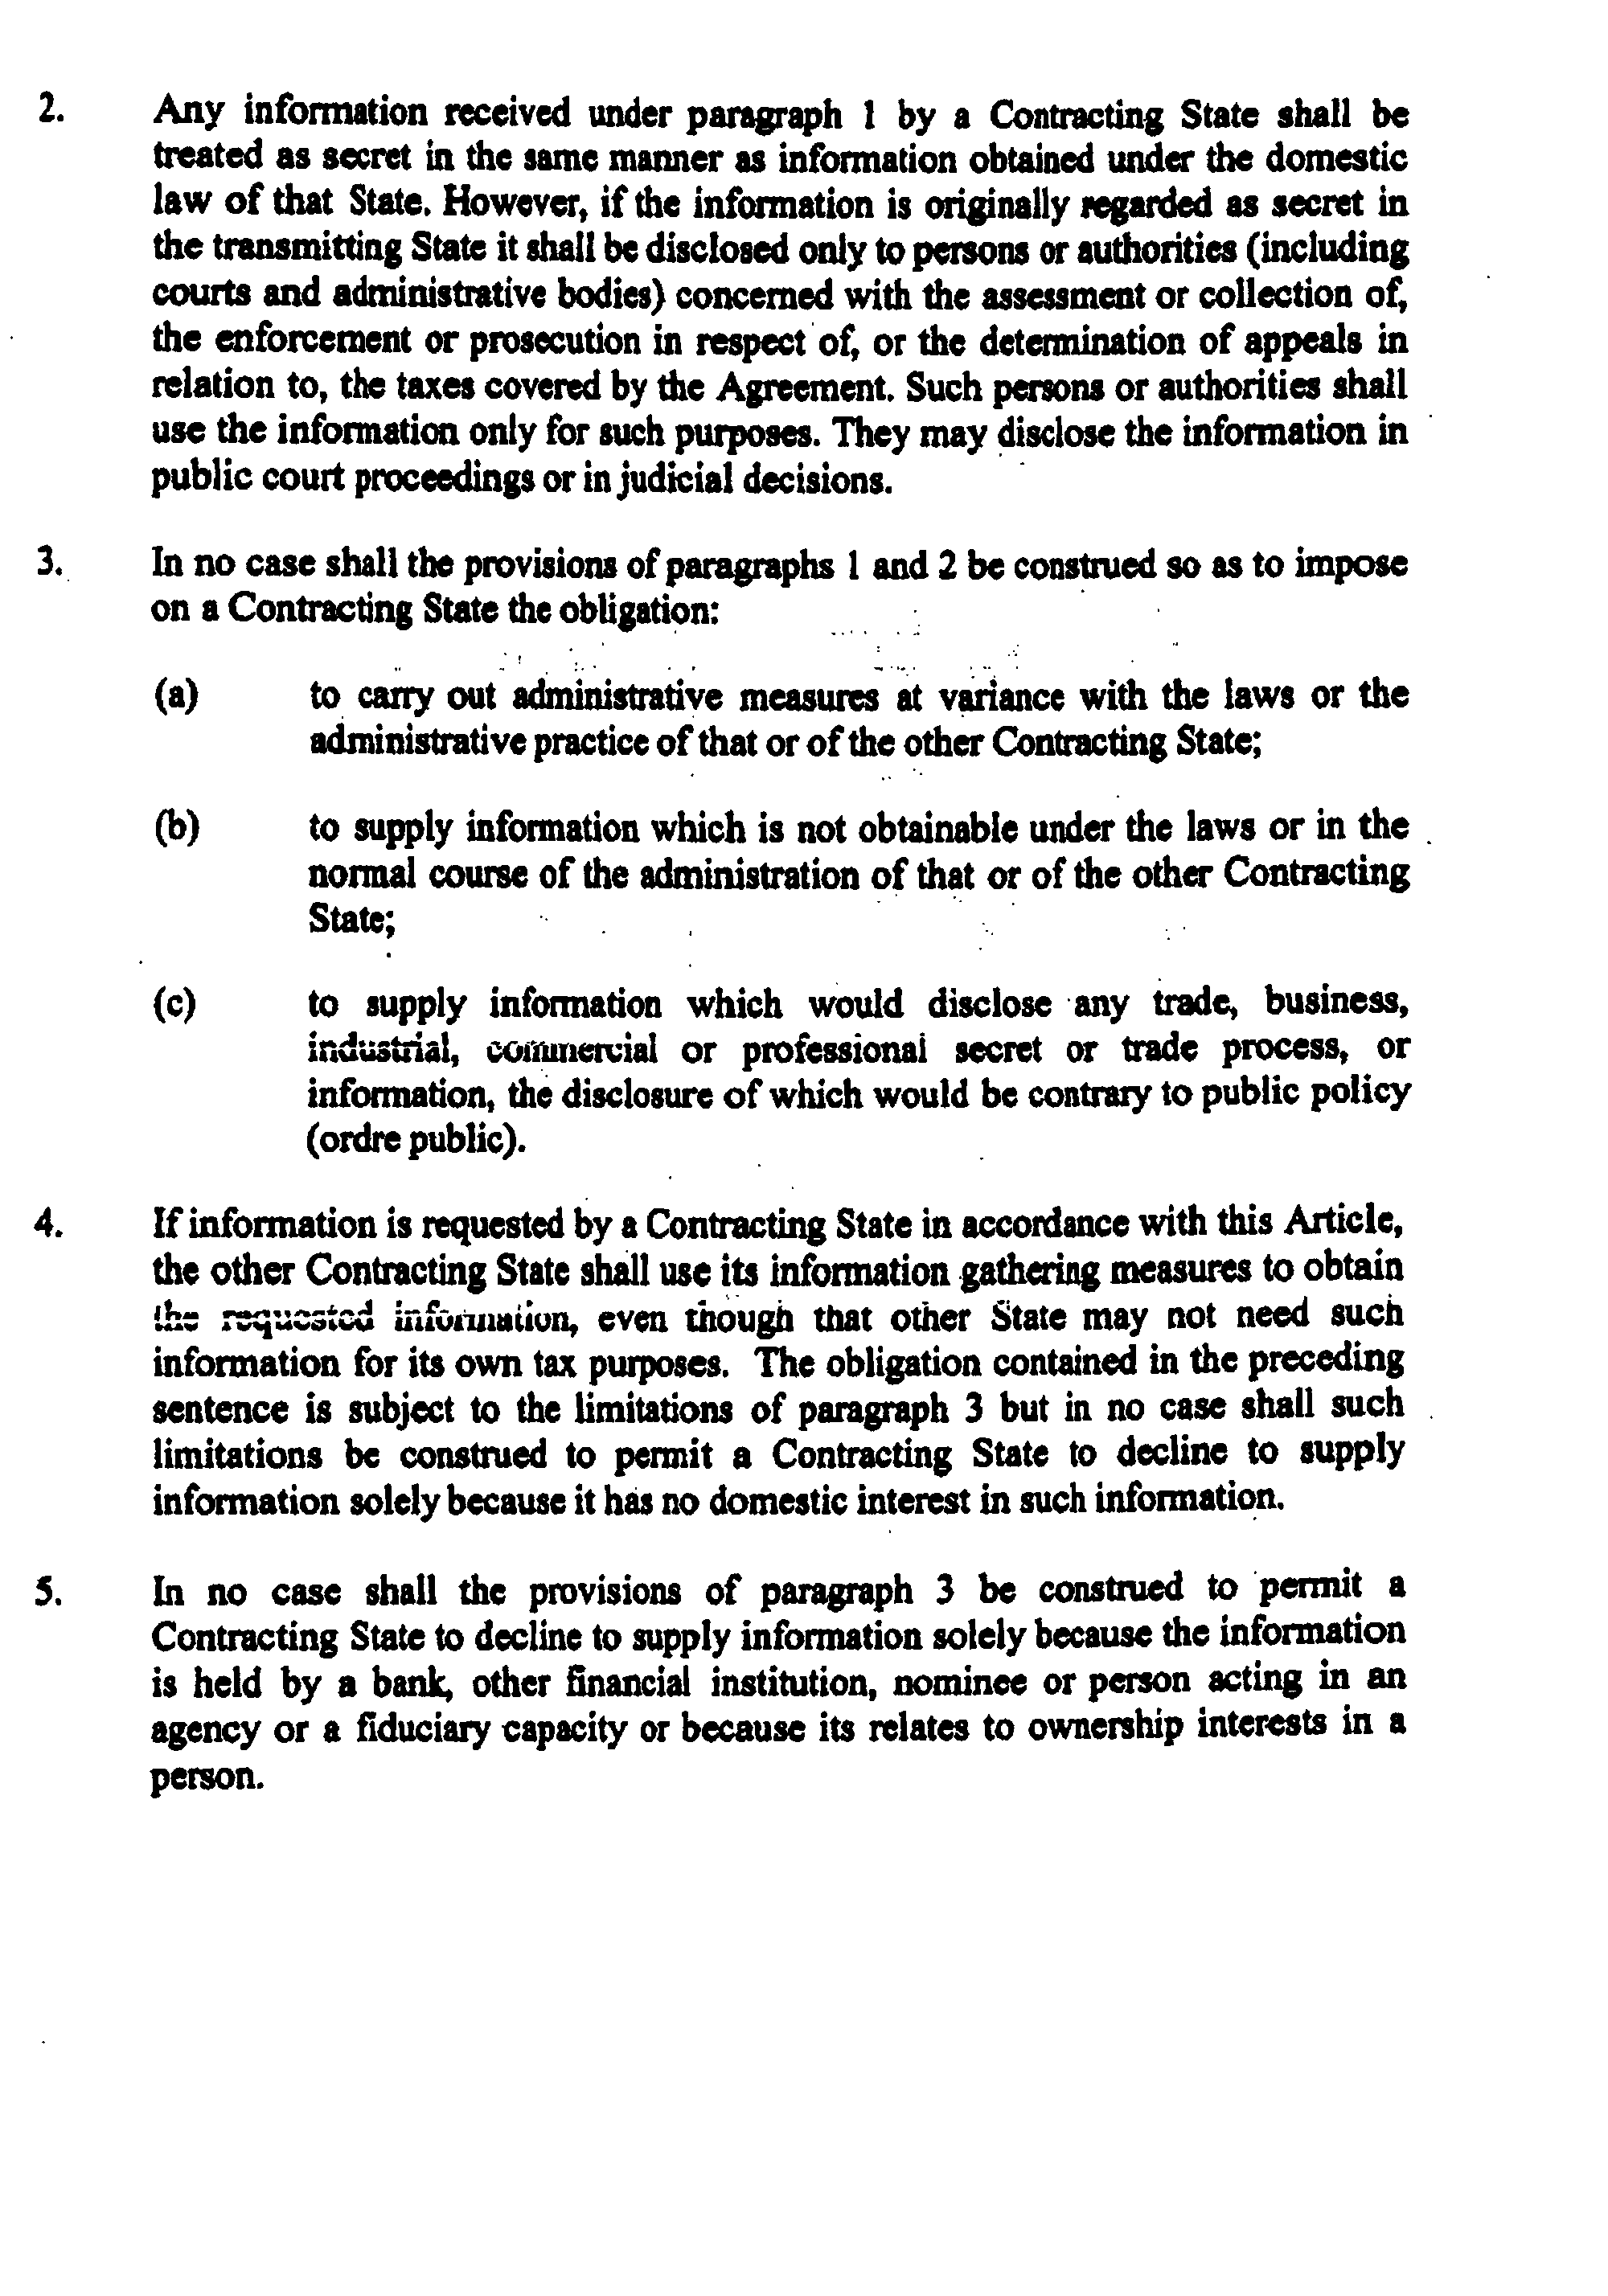 2. Any information received under paragraph 1 by a Contracting State shall be
treated as secret in the same manner as information obtained under the domestic
law of that State. However, if the information is originally regarded as secret in
the transmitting State it shall be disclosed only to persons or authorities (including
courts and administrative bodies) concerned with the assessment or collection of,
the enforcement or prosecution in respect of, or the determination of appeals in
relation to, the taxes covered by the Agreement. Such persons or authorities shall
use the information only for such purposes. They may disclose the information in
public court proceedings or in judicial decisions.
3. In no case shall the provisions of paragraphs 1 and 2 be construed so as to impose
on a Contracting State the obligation:
(a) to carry out administrative measures at variance with the laws or the
administrative practice of that or of the other Contracting State;
(b) to supply information which is not obtainable under the laws or in the
normal course of the administration of that or of the other Contracting
State;
(c) to supply information which would disclose any trade, business,
industrial, commercial or professional secret or trade process, or
information, the disclosure of which would be contrary to public policy
(ordre public).
4. If information is requested by a Contracting State in accordance with this Article,
the other Contracting State shall use its information gathering measures to obtain
the requested information, even though that other State may not need such
information for its own tax purposes. The obligation contained in the preceding
sentence is subject to the limitations of paragraph 3 but in no case shall such
limitations be construed to permit a Contracting State to decline to supply
information solely because it has no domestic interest in such information.
5. In no case shall the provisions of paragraph 3 be construed to permit a
Contracting State to decline to supply information solely because the information
is held by a bank, other financial institution, nominee or person acting in an
agency or a fiduciary capacity or because its relates to ownership interests in a
person.